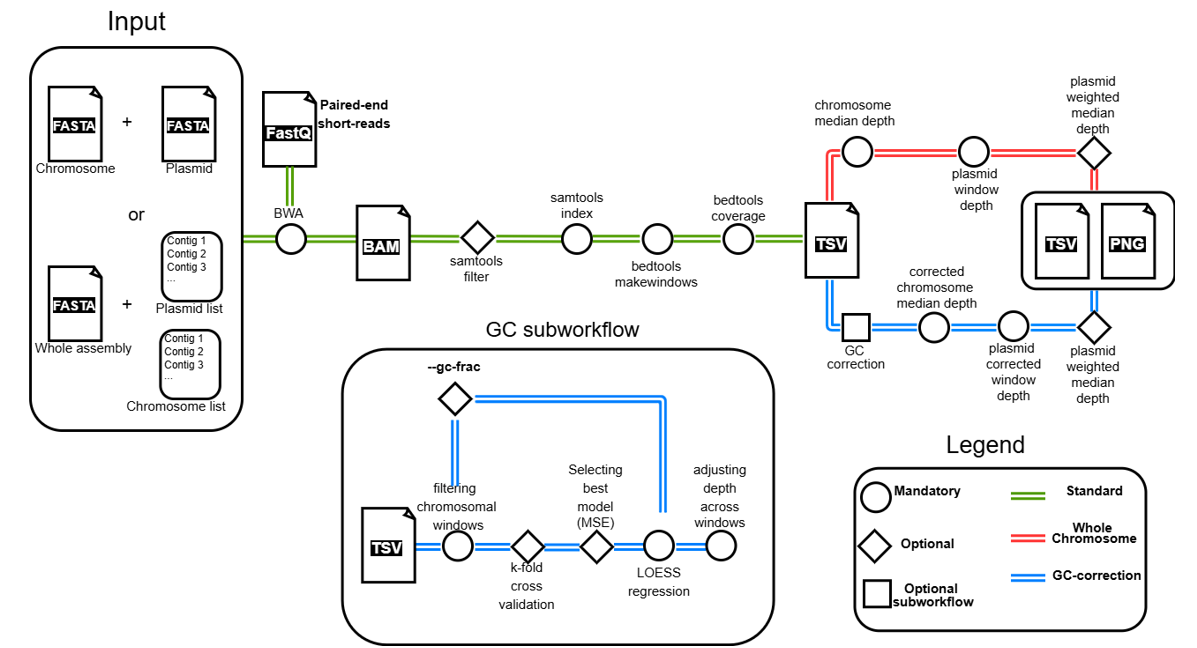 Input
FASTA
+
FASTA
Chromosome
Plasmid
or
FASTA
+
Whole assembly
Contig 1
Contig 2
Contig 3
...
Plasmid list
Contig 1
Contig 2
Contig 3
...
Chromosome list
FastQ
Paired-end
short-reads
BWA
BAM
samtools
filter
samtools
index
bedtools
makewindows
bedtools
coverage
TSV
chromosome
median depth
plasmid
window
depth
plasmid
weighted
median
depth
TSV
PNG
GC
correction
corrected
chromosome
median depth
plasmid
corrected
window
depth
plasmid
weighted
median
depth
GC subworkflow
--gc-frac
TSV
filtering
chromosomal
windows
k-fold
cross
validation
Selecting
best
model
(MSE)
LOESS
regression
adjusting
depth
across
windows
Legend
Mandatory
Optional
Optional
subworkflow
Standard
Whole
Chromosome
GC-correction